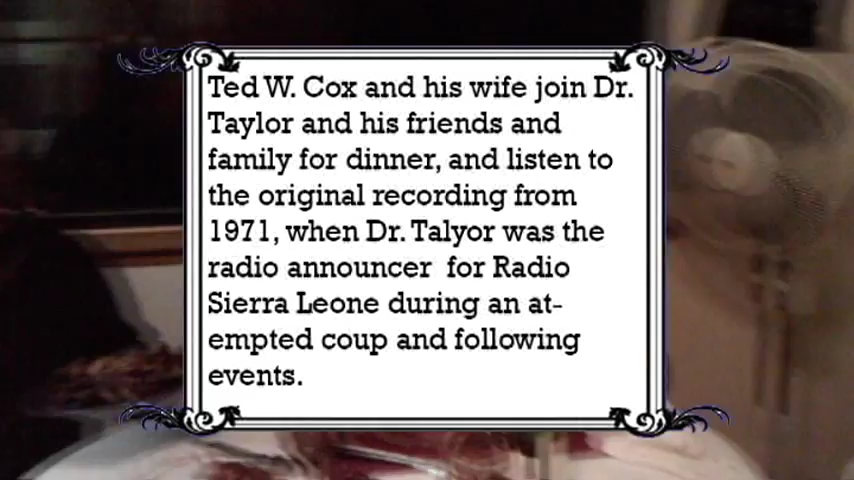 Ted W. Cox and his wife join Dr.
Taylor and his friends and
family for dinner, and listen to
the original recording from
1971, when Dr. Talyor was the
radio announcer for Radio
Sierra Leone during an at-
empted coup and following
events.